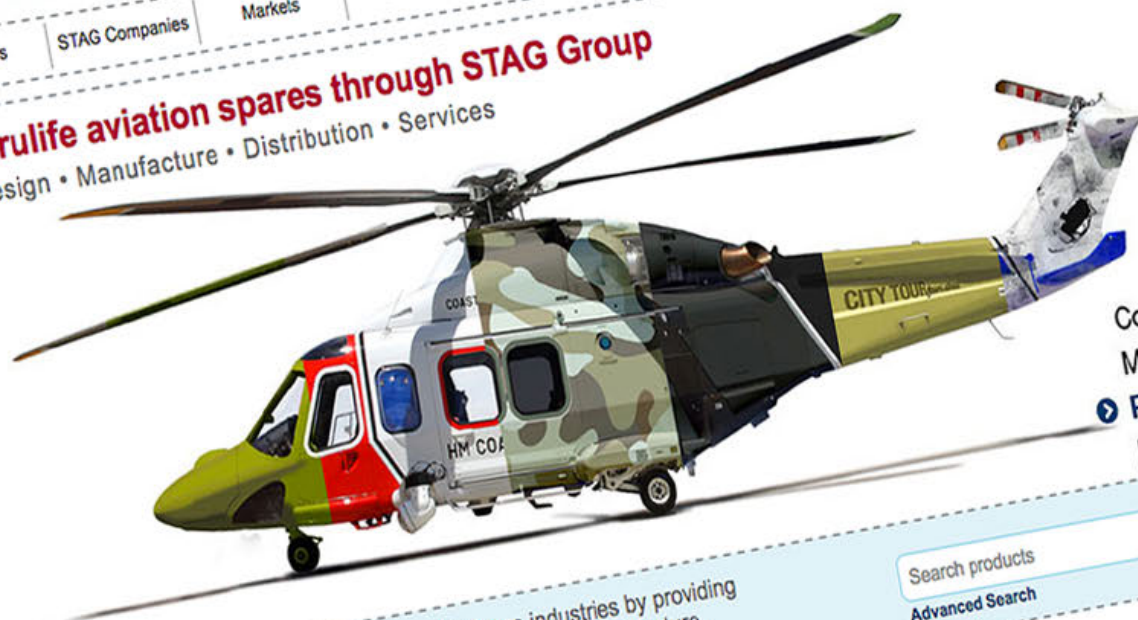 s
STAG Companies
Markets
rulife aviation spares through STAG Group
esign • Manufacture • Distribution • Services
COAST
CITY TOUR
HM COA
Co
M
Search products
Advanced Search
industries by providing